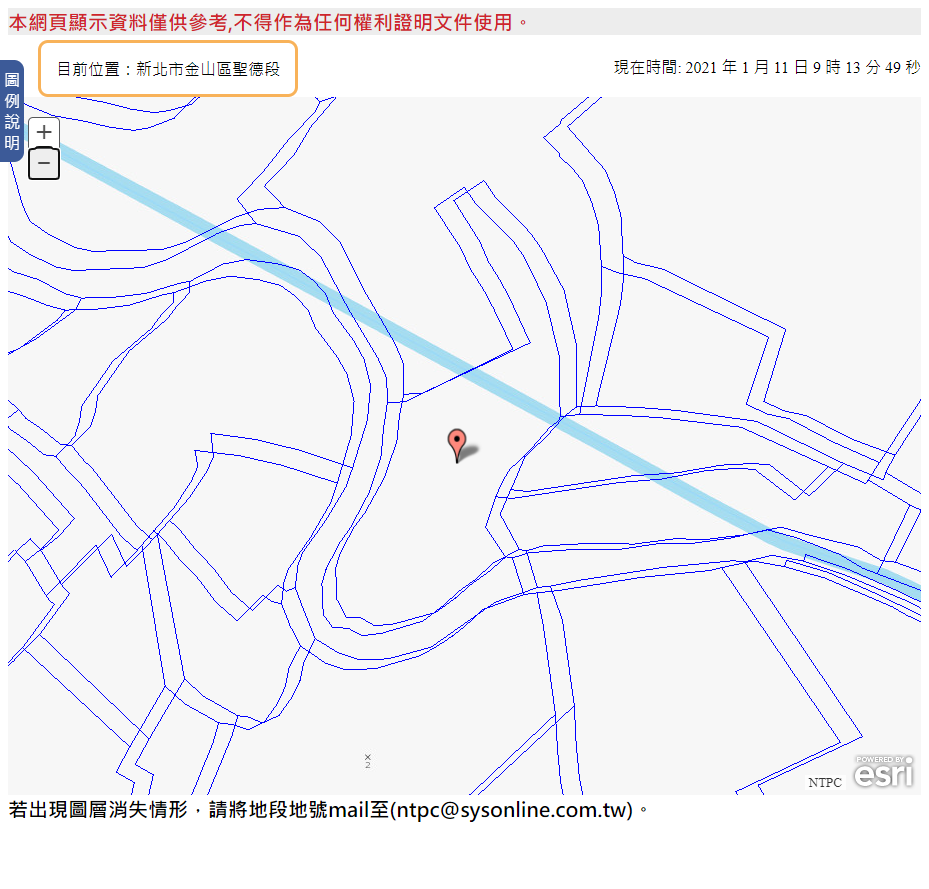 本網頁顯示資料僅供參考,不得作為任何權利證明文件使用。
目前位置：新北市金山區聖德段
現在時間: 2021 年 1 月 11 日 9 時 13 分 49 秒
圖例說明
+
−
×
2
NTPC
POWERED BY
esri
若出現圖層消失情形，請將地段地號mail至(ntpc@sysonline.com.tw)。